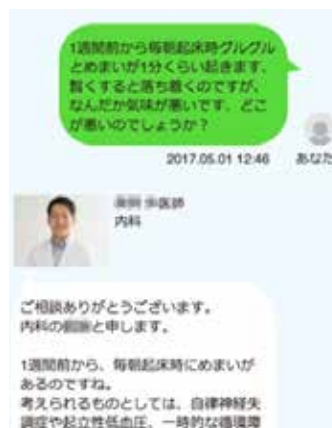 1週間前から毎朝起床時グルグル
とめまいが1分くらい起きます。
暫くすると落ち着くのですが、
なんだか気味が悪いです。どこ
が悪いのでしょうか？
2017.05.01 12:46
あなた
医師
内科
ご相談ありがとうございます。
内科の と申します。
1週間前から、毎朝起床時にめまいが
あるのですね。
考えられるものとしては、自律神経失
調症や起立性低血圧、一時的な循環障